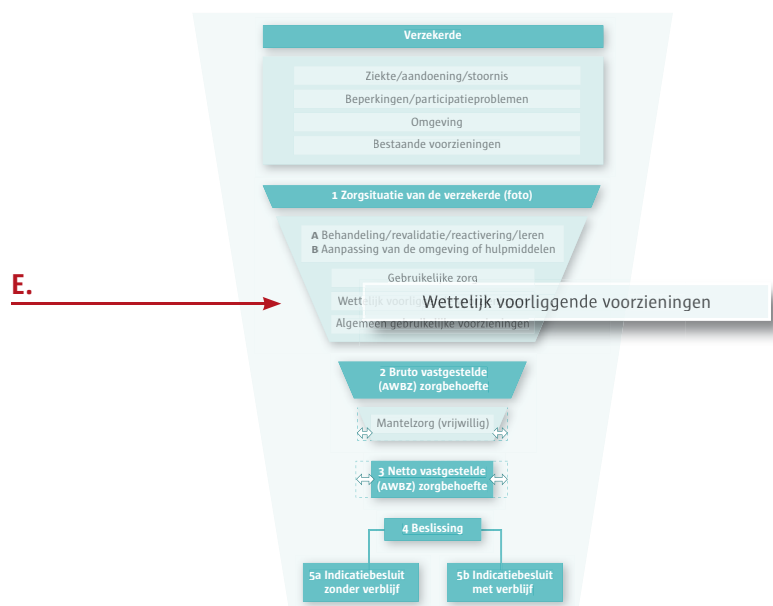 Verzekerde
Ziekte/aandoening/stoornis
Beperkingen/participatieproblemen
Omgeving
Bestaande voorzieningen
1 Zorgsituatie van de verzekerde (foto)
A Behandeling/revalidatie/reactivering/leren
B Aanpassing van de omgeving of hulpmiddelen
Gebruikelijke zorg
E.
Wettelijk voorliggende voorzieningen
Algemeen gebruikelijke voorzieningen
2 Bruto vastgestelde
(AWBZ) zorgbehoefte
Mantelzorg (vrijwillig)
3 Netto vastgestelde
(AWBZ) zorgbehoefte
4 Beslissing
5a Indicatiebesluit
zonder verblijf
5b Indicatiebesluit
met verblijf